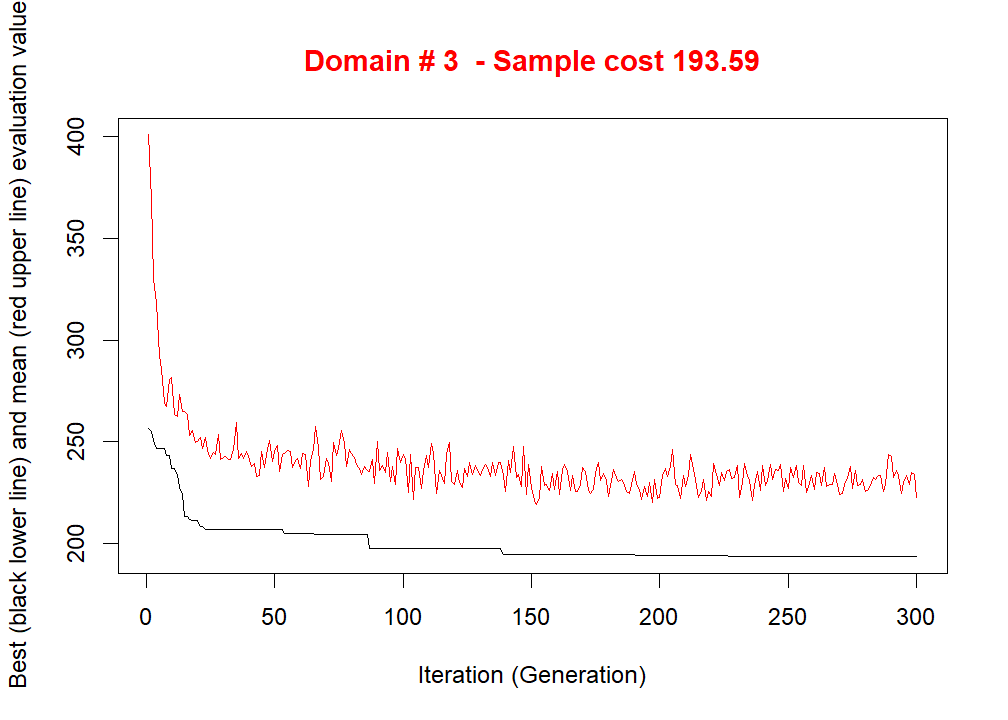 Domain # 3  - Sample cost 193.59
Best (black lower line) and mean (red upper line) evaluation value
400
350
300
250
200
0 50 100 150 200 250 300
Iteration (Generation)